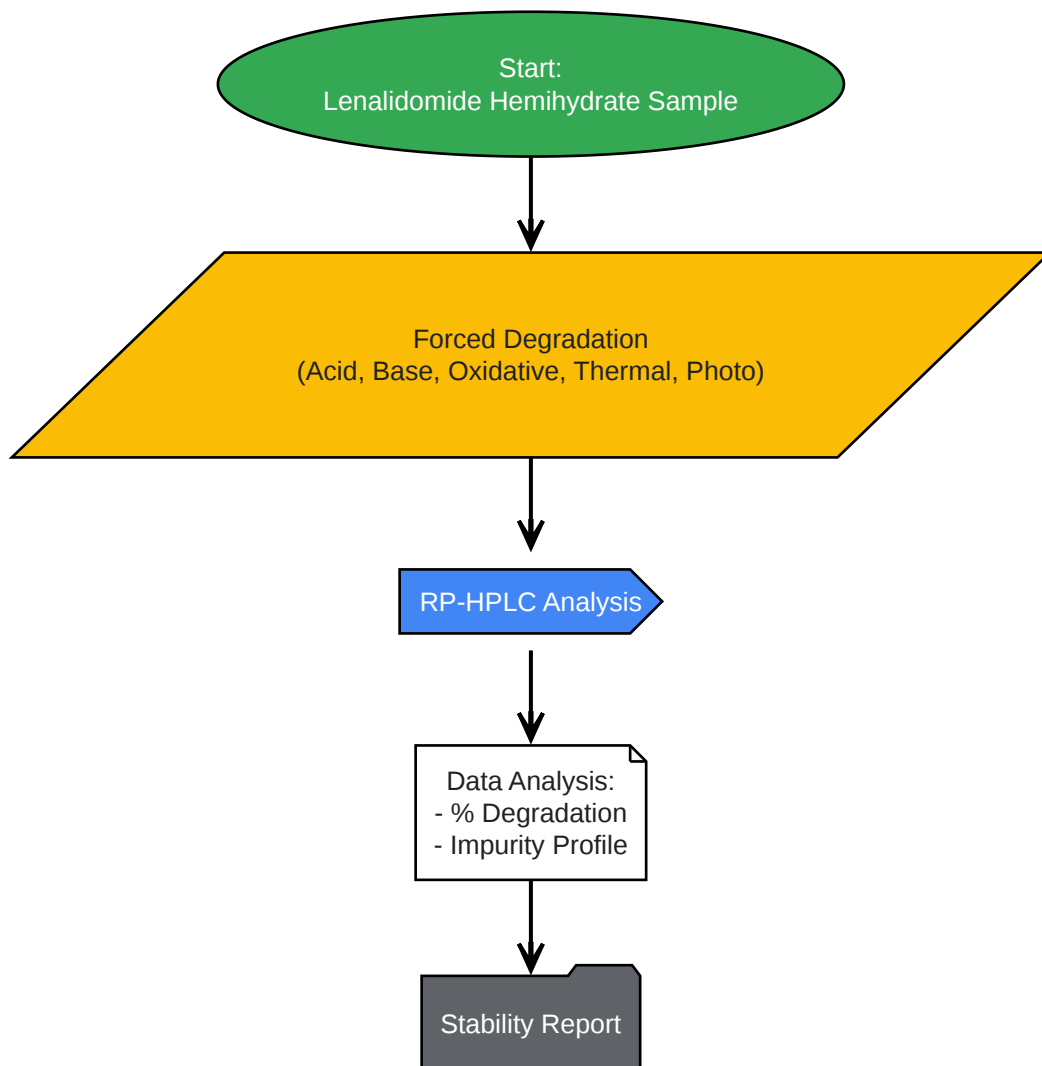 Start:
Lenalidomide Hemihydrate Sample
Forced Degradation
(Acid, Base, Oxidative, Thermal, Photo)
RP-HPLC Analysis
Data Analysis:
- % Degradation
- Impurity Profile
Stability Report